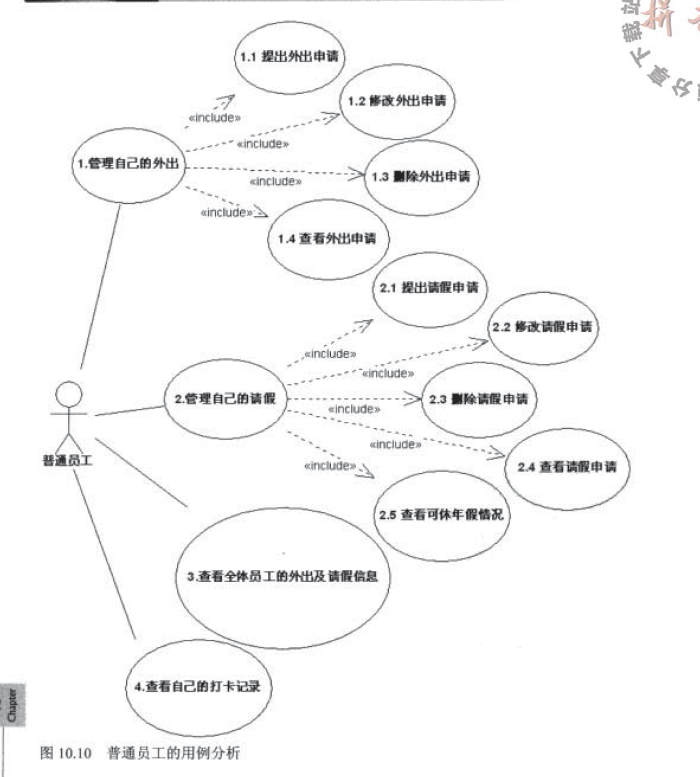 1.1 提出外出申请
«include»
1.2 修改外出申请
«include»
1.管理自己的外出
1.3 删除外出申请
«include»
«include»
1.4 查看外出申请
2.1 提出请假申请
2.2 修改请假申请
«include»
«include»
2.管理自己的请假
2.3 删除请假申请
«include»
«include»
普通员工
2.4 查看请假申请
«include»
2.5 查看可休年假情况
3.查看全体员工的外出及请假信息
4.查看自己的打卡记录
Chapter
图 10.10 普通员工的用例分析